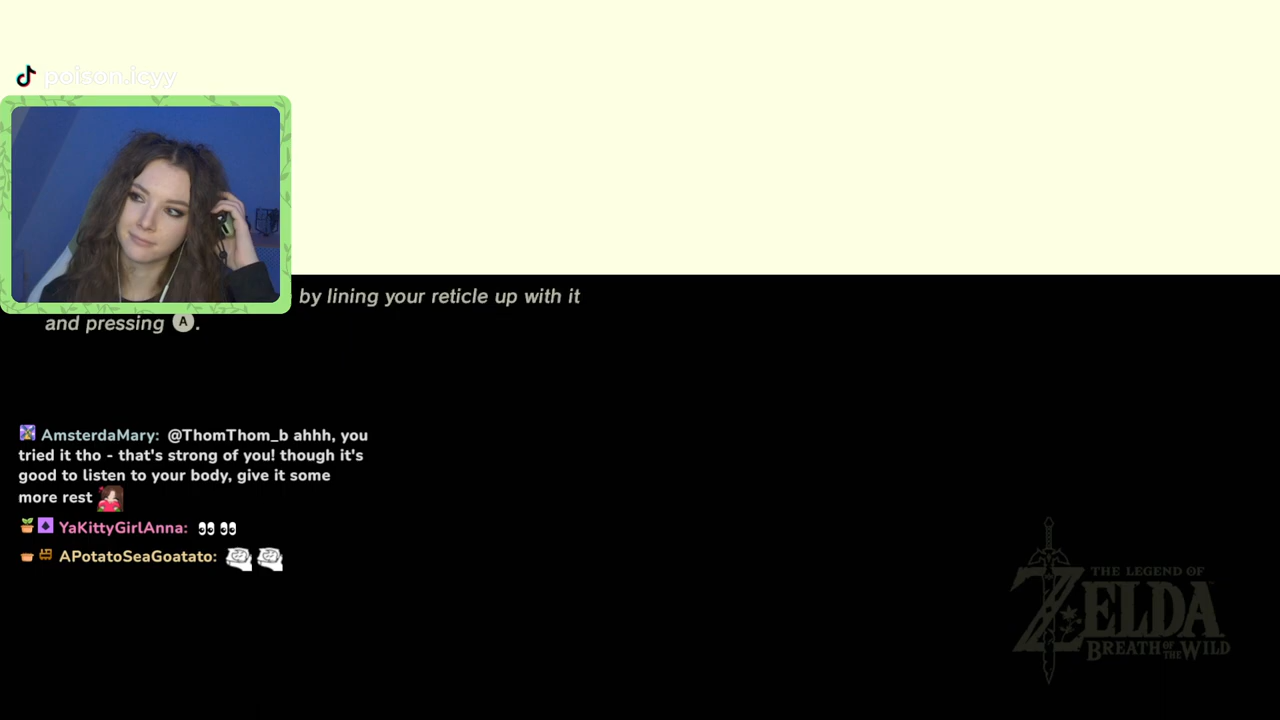 poison.icyy
by lining your reticle up with it
and pressing A.
AmsterdaMary: @ThomThom_b ahhh, you
tried it tho - that's strong of you! though it's
good to listen to your body, give it some
more rest
YaKittyGirlAnna:
APotatoSeaGoatato:
THE LEGEND OF
ZELDA
BREATH OF THE WILD